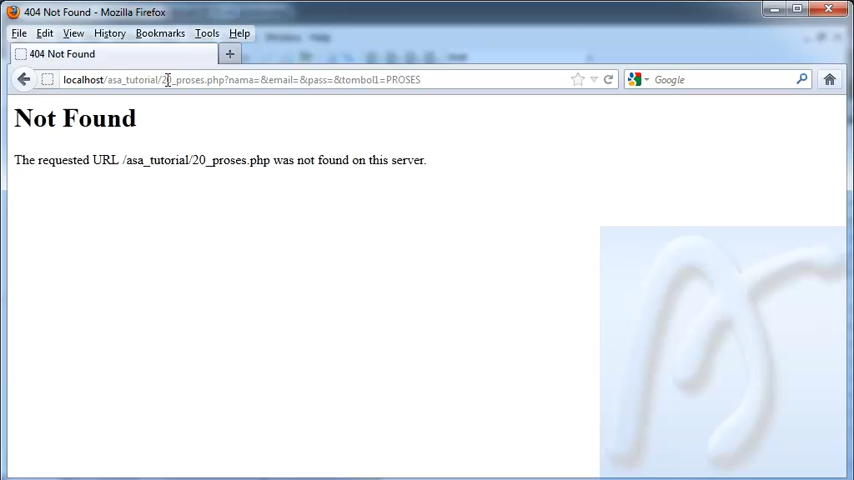 404 Not Found - Mozilla Firefox
File Edit View History Bookmarks Tools Help
404 Not Found
localhost/asa_tutorial/20_proses.php?nama=&email=&pass=&tombol1=PROSES Google
Not Found
The requested URL /asa_tutorial/20_proses.php was not found on this server.